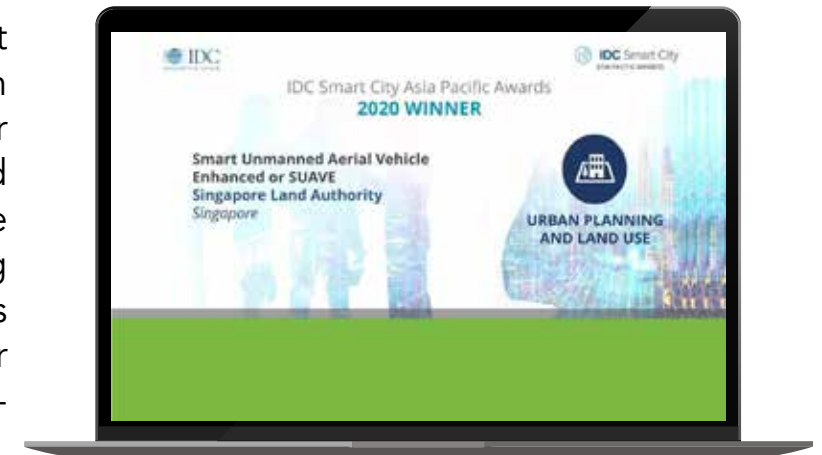 t
n
r
d
e
g
s
r
-
IDC
IDC Smart City
IDC Smart City Asia Pacific Awards
2020 WINNER
Smart Unmanned Aerial Vehicle
Enhanced or SUAVE
Singapore Land Authority
Singapore
URBAN PLANNING
AND LAND USE